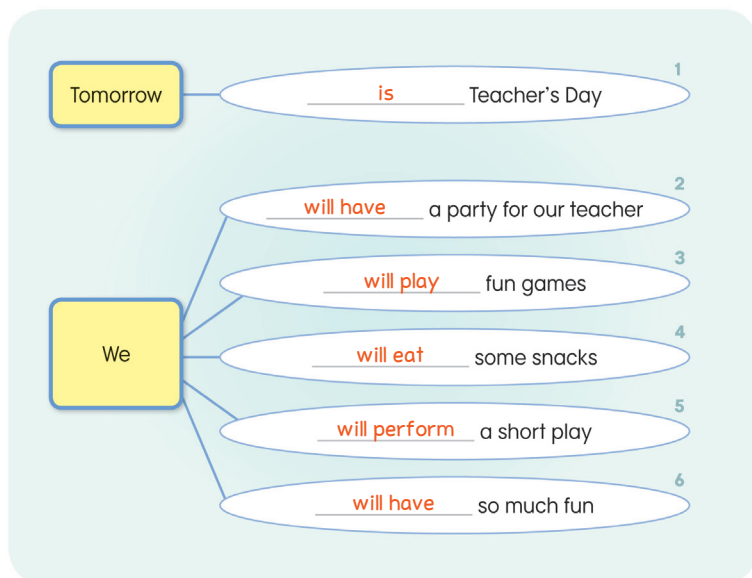 1
Tomorrow is Teacher's Day
2
will have a party for our teacher
3
will play fun games
We
4
will eat some snacks
5
will perform a short play
6
will have so much fun